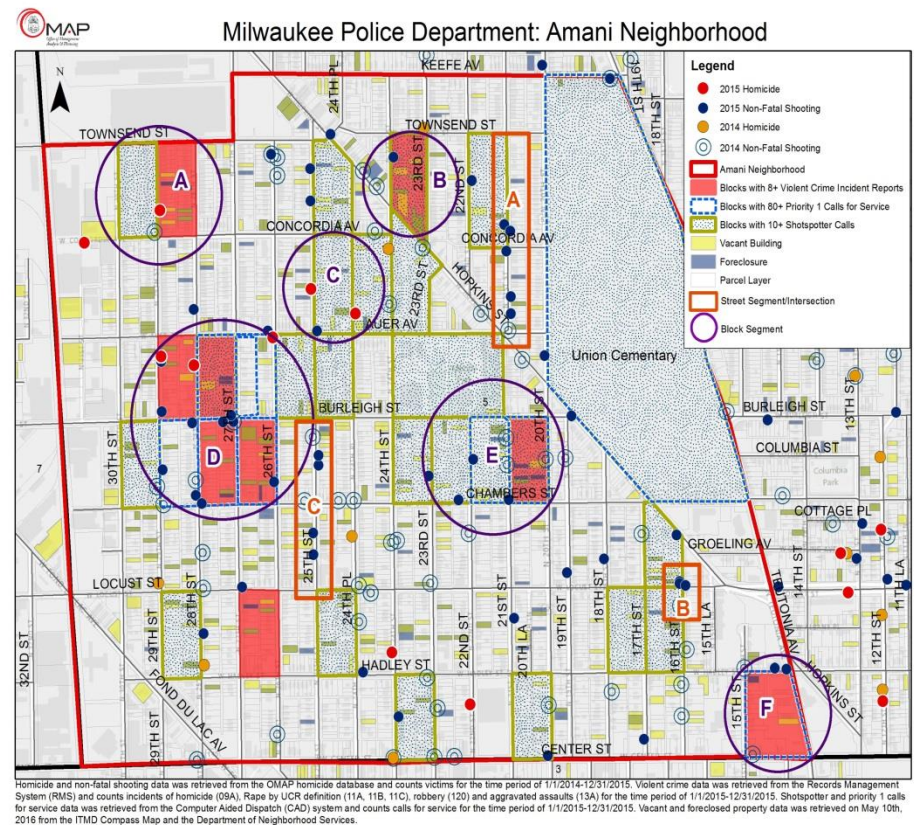 OMAP
Office of Management
Analysis & Planning
Milwaukee Police Department: Amani Neighborhood
N
KEEFE AV
24TH PL
19TH ST
18TH ST
TOWNSEND ST
TOWNSEND ST
23RD ST
22ND ST
A
B
A
CONCORDIA AV
CONCORDIA AV
C
23RD ST
HOPKINS ST
AUER AV
Union Cementary
Legend
2015 Homicide
2015 Non-Fatal Shooting
2014 Homicide
2014 Non-Fatal Shooting
Amani Neighborhood
Blocks with 8+ Violent Crime Incident Reports
Blocks with 80+ Priority 1 Calls for Service
Blocks with 10+ Shotspotter Calls
Vacant Building
Foreclosure
Parcel Layer
Street Segment/Intersection
Block Segment
27TH ST
BURLEIGH ST
5
20TH ST
BURLEIGH ST
13TH ST
30TH ST
D
26TH ST
24TH ST
E
COLUMBIA ST
7
Columbia
Park
C
CHAMBERS ST
COTTAGE PL
25TH ST
23RD ST
GROELING AV
14TH ST
11TH LA
LOCUST ST
28TH ST
29TH ST
24TH PL
22ND ST
21ST ST
20TH LA
19TH ST
18TH ST
17TH ST
16TH ST
B
15TH LA
TEUTONIA AV
12TH ST
32ND ST
HADLEY ST
HOPKINS ST
FOND DU LAC AV
29TH ST
15TH ST
F
CENTER ST
3
Homicide and non-fatal shooting data was retrieved from the OMAP homicide database and counts victims for the time period of 1/1/2014-12/31/2015. Violent crime data was retrieved from the Records Management
System (RMS) and counts incidents of homicide (09A), Rape by UCR definition (11A, 11B, 11C), robbery (120) and aggravated assaults (13A) for the time period of 1/1/2015-12/31/2015. Shotspotter and priority 1 calls
for service data was retrieved from the Computer Aided Dispatch (CAD) system and counts calls for service for the time period of 1/1/2015-12/31/2015. Vacant and foreclosed property data was retrieved on May 10th,
2016 from the ITMD Compass Map and the Department of Neighborhood Services.